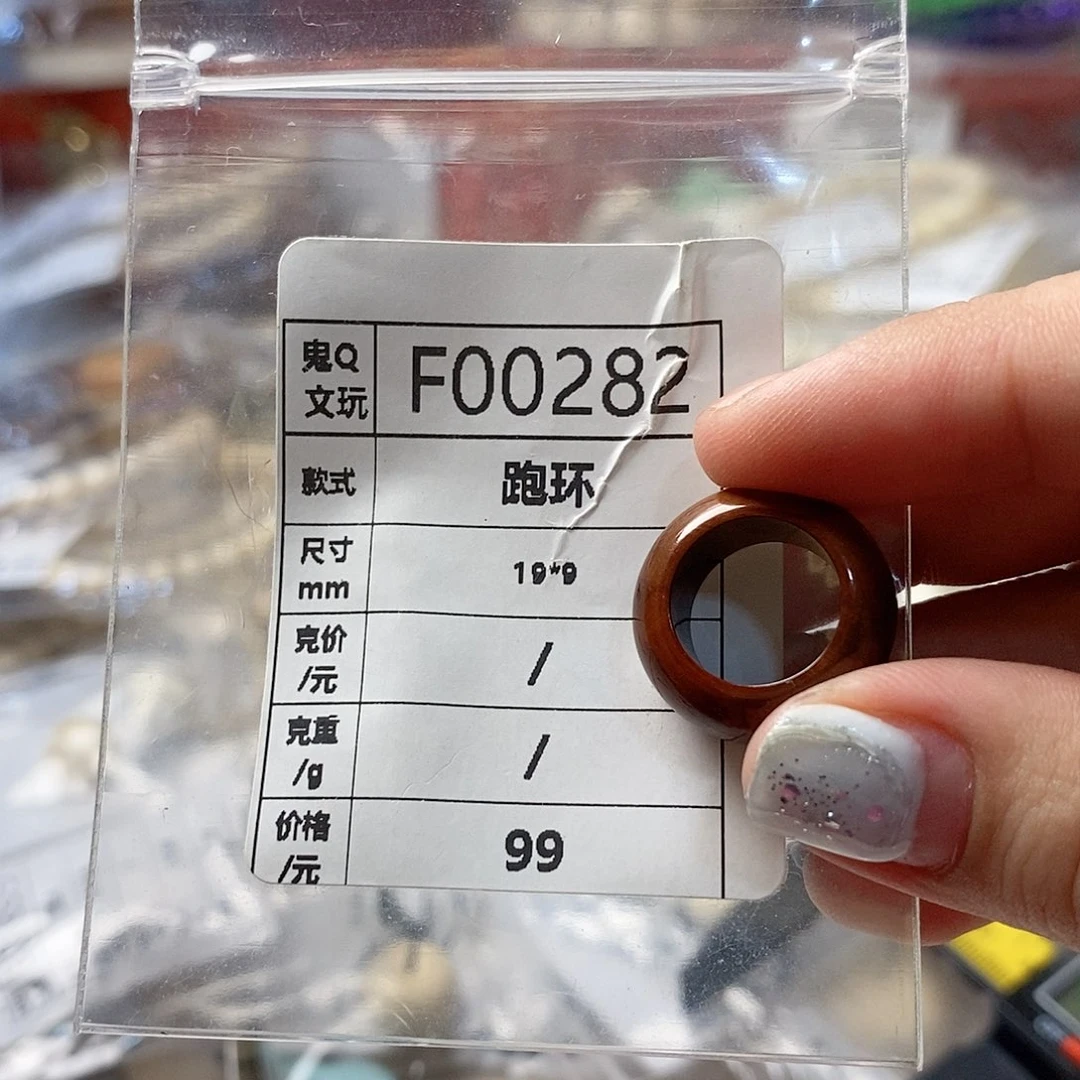 鬼Q
文玩
F00282
款式
跑环
尺寸
mm
19*9
克价
/元
/
克重
/g
/
价格
/元
99